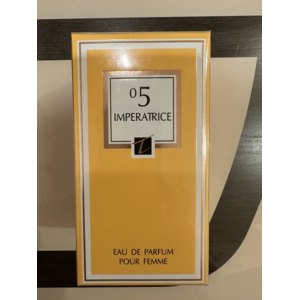 05
IMPERATRICE
EAU DE PARFUM
POUR FEMME